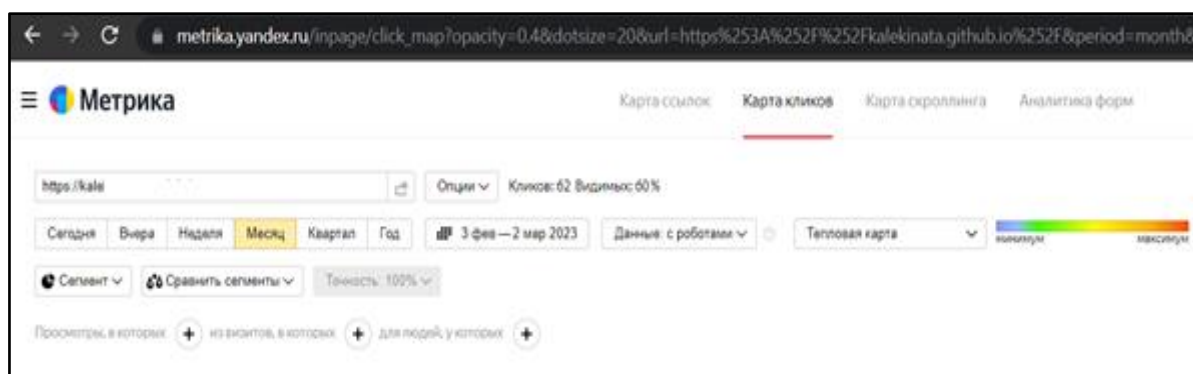 metrika.yandex.ru/inpage/click_map?opacity=0.4&dotsize=20&url=https%253A%252F%252Fkalekinata.github.io%252F&period=month&
Метрика Карта ссылок Карта кликов Карта скроллинга Аналитика форм
https://kalei Опции Кликов: 62 Видимых: 60%
Сегодня Вчера Неделя Месяц Квартал Год 3 фев — 2 мар 2023 Данные: с роботами Тепловая карта минимум максимум
Сегмент Сравнить сегменты Точность: 100%
Просмотры, в которых + из визитов, в которых + для людей, у которых +